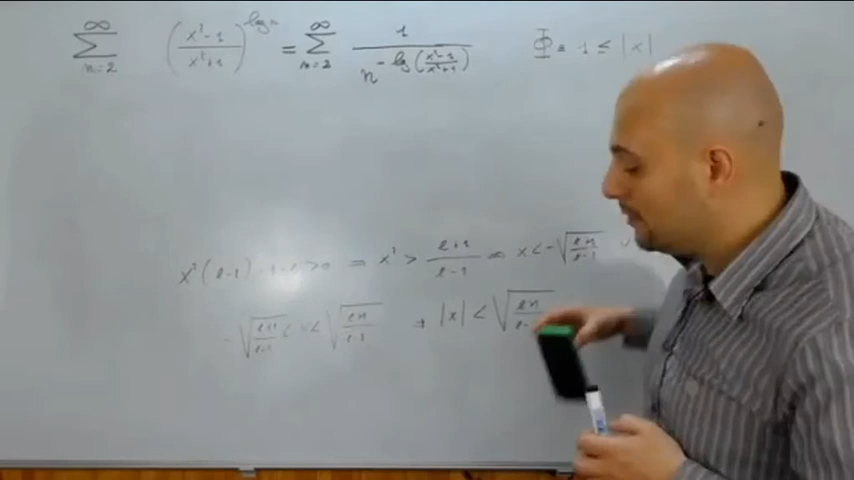 ∞ Σ n=2 (x²-1 / x²+1)^log n = ∞ Σ n=2 1 / n^(-lg(x²-1 / x²+1)) Φ = 1 ≤ |x|
x²(e-1) -1-e>0 ⇒ x² > e+1 / e-1 ⇒ x < -√(e+1 / e-1) ∪
-√(e+1 / e-1) < x < √(e+1 / e-1) ⇒ |x| < √(e+1 / e-1)